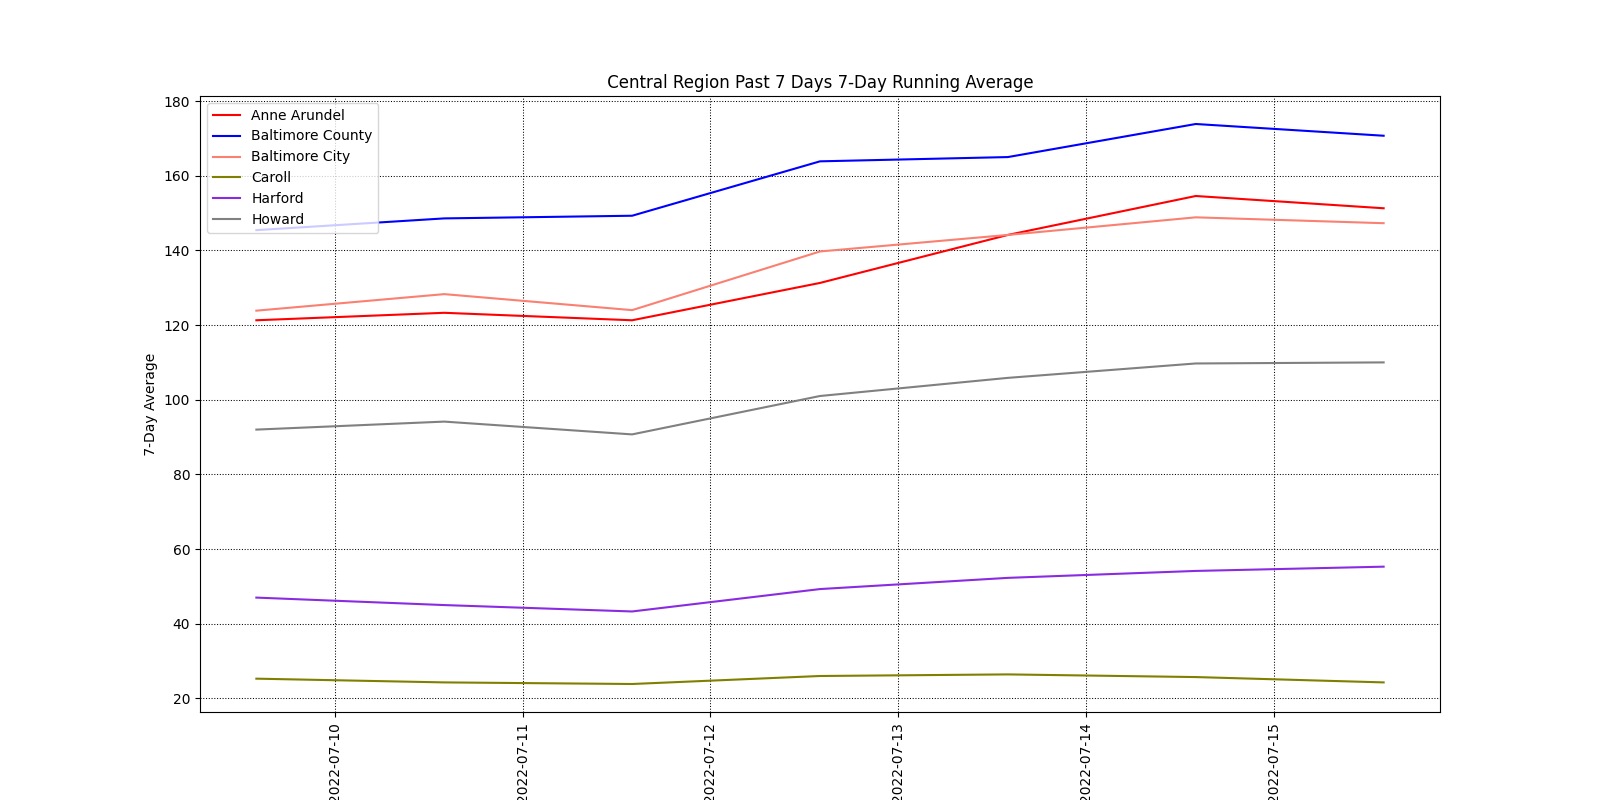 Central Region Past 7 Days 7-Day Running Average
Anne Arundel
Baltimore County
Baltimore City
Caroll
Harford
Howard
7-Day Average
180
160
140
120
100
80
60
40
20
2022-07-10
2022-07-11
2022-07-12
2022-07-13
2022-07-14
2022-07-15